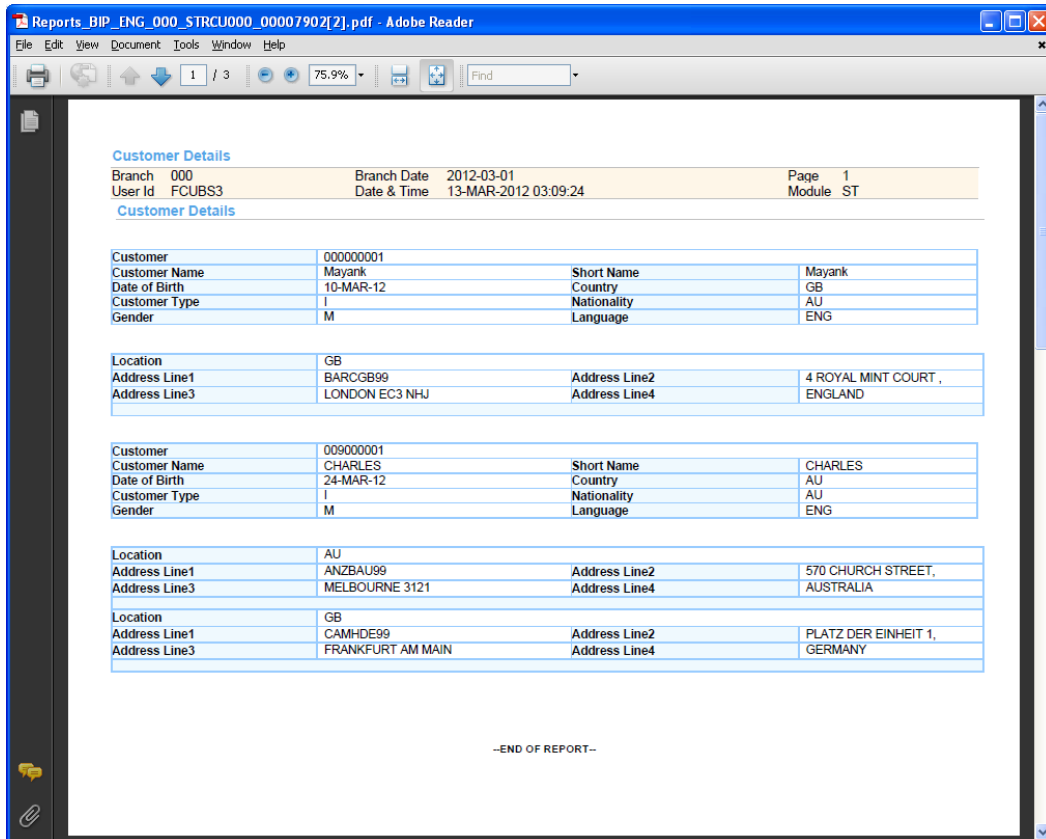 Reports_BIP_ENG_000_STRCU000_00007902[2].pdf - Adobe Reader
File Edit View Document Tools Window Help
1 / 3 75.9% Find
Customer Details
Branch 000 Branch Date 2012-03-01 Page 1
User Id FCUBS3 Date & Time 13-MAR-2012 03:09:24 Module ST
Customer Details
Customer 000000001
Customer Name Mayank Short Name Mayank
Date of Birth 10-MAR-12 Country GB
Customer Type I Nationality AU
Gender M Language ENG
Location GB
Address Line1 BARCGB99 Address Line2 4 ROYAL MINT COURT ,
Address Line3 LONDON EC3 NHJ Address Line4 ENGLAND
Customer 009000001
Customer Name CHARLES Short Name CHARLES
Date of Birth 24-MAR-12 Country AU
Customer Type I Nationality AU
Gender M Language ENG
Location AU
Address Line1 ANZBAU99 Address Line2 570 CHURCH STREET,
Address Line3 MELBOURNE 3121 Address Line4 AUSTRALIA
Location GB
Address Line1 CAMHDE99 Address Line2 PLATZ DER EINHEIT 1,
Address Line3 FRANKFURT AM MAIN Address Line4 GERMANY
--END OF REPORT--